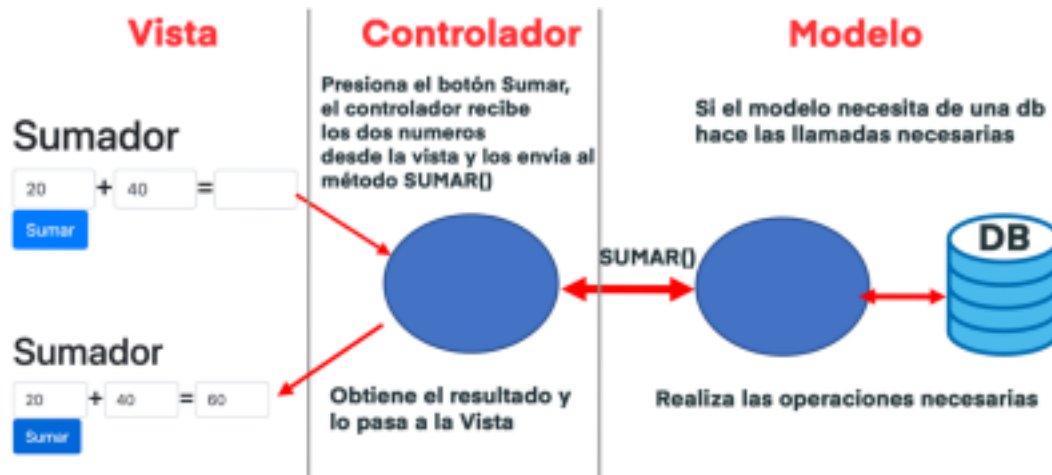 Vista
Controlador
Modelo
Presiona el botón Sumar,
el controlador recibe
los dos numeros
desde la vista y los envia al
método SUMAR()
Si el modelo necesita de una db
hace las llamadas necesarias
Sumador
20 + 40 =
Sumar
SUMAR()
DB
Sumador
20 + 40 = 60
Sumar
Obtiene el resultado y
lo pasa a la Vista
Realiza las operaciones necesarias